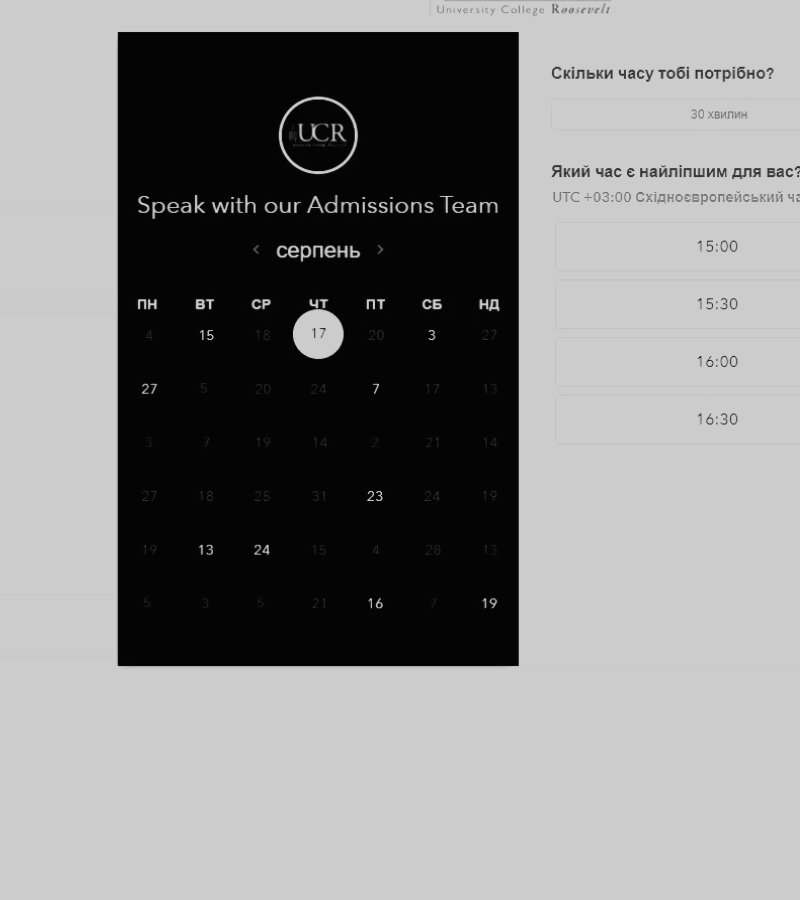 University College Roosevelt
UCR
Speak with our Admissions Team
серпень
ПН ВТ СР ЧТ ПТ СБ НД
4 15 18 17 20 3 27
27 5 20 24 7 17 13
3 7 19 14 2 21 14
27 18 25 31 23 24 19
19 13 24 15 4 28 13
5 3 5 21 16 7 19
Скільки часу тобі потрібно?
30 хвилин
Який час є найліпшим для вас?
UTC +03:00 Східноєвропейський ча
15:00
15:30
16:00
16:30